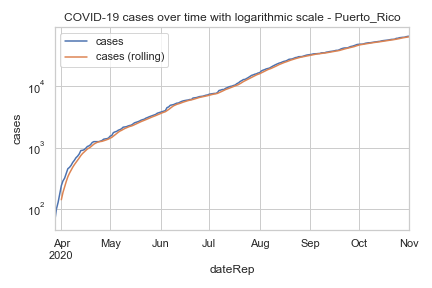 COVID-19 cases over time with logarithmic scale - Puerto_Rico
cases
cases (rolling)
10^4
10^3
10^2
cases
Apr May Jun Jul Aug Sep Oct Nov
2020
dateRep